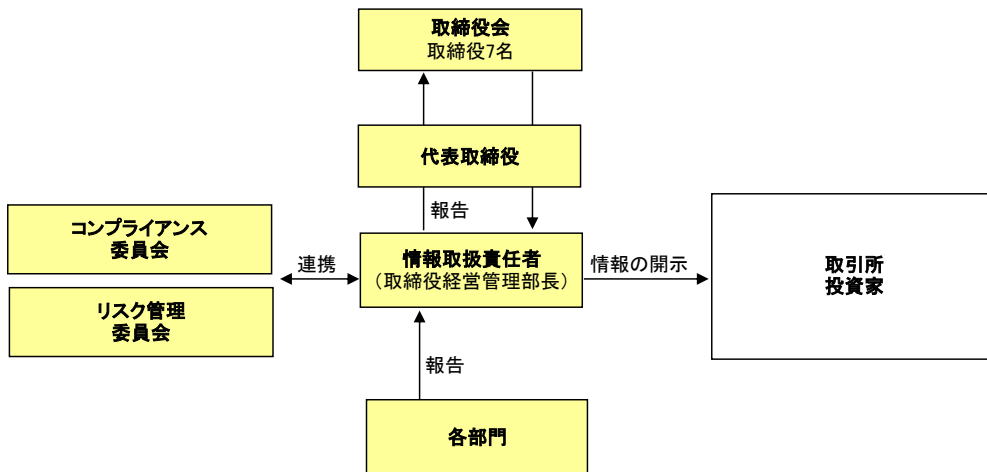 取締役会
取締役7名
代表取締役
報告
コンプライアンス
委員会
リスク管理
委員会
連携
情報取扱責任者
（取締役経営管理部長）
情報の開示
取引所
投資家
報告
各部門